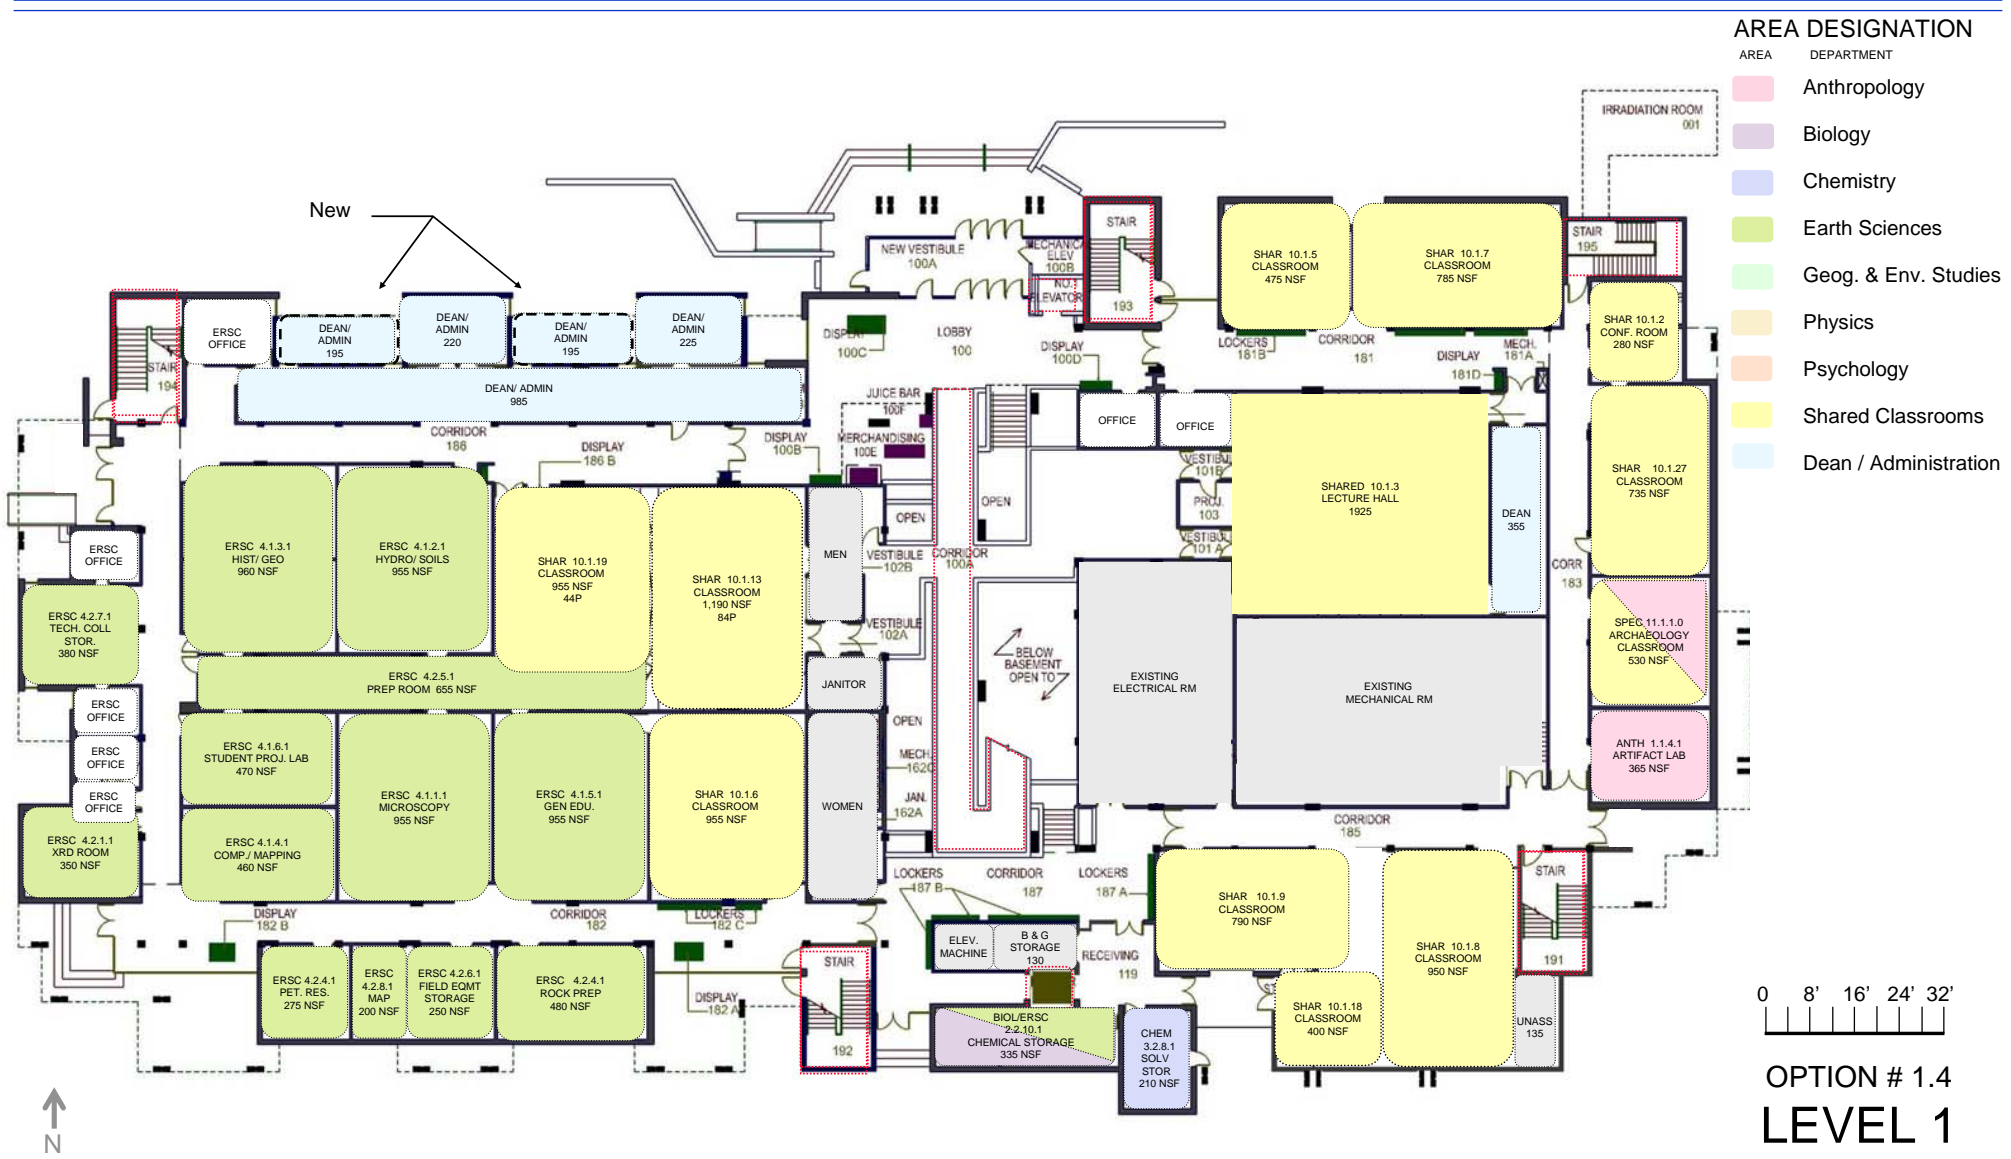 AREA DESIGNATION
AREA DEPARTMENT
Anthropology
Biology
Chemistry
Earth Sciences
Geog. & Env. Studies
Physics
Psychology
Shared Classrooms
Dean / Administration
IRRADIATION ROOM
001
New
STAIR
193
NEW VESTIBULE
100A
MECHANICA
ELEV
100B
NO.
ELEVATOR
STAIR
195
SHAR 10.1.5
CLASSROOM
475 NSF
SHAR 10.1.7
CLASSROOM
785 NSF
SHAR 10.1.2
CONF. ROOM
280 NSF
ERSC
OFFICE
DEAN/
ADMIN
195
DEAN/
ADMIN
220
DEAN/
ADMIN
195
DEAN/
ADMIN
225
DISPLAY
100C
LOBBY
100
DISPLAY
100D
LOCKERS
181B
CORRIDOR
181
DISPLAY
181D
MECH.
181A
STAIR
194
DEAN/ ADMIN
985
JUICE BAR
100F
MERCHANDISING
100E
OFFICE
OFFICE
CORRIDOR
186
DISPLAY
186 B
DISPLAY
100B
VESTIBUL
101B
PROJ.
103
VESTIBUL
101 A
SHARED 10.1.3
LECTURE HALL
1925
DEAN
355
SHAR 10.1.27
CLASSROOM
735 NSF
ERSC
OFFICE
ERSC 4.1.3.1
HIST/ GEO
960 NSF
ERSC 4.1.2.1
HYDRO/ SOILS
955 NSF
SHAR 10.1.19
CLASSROOM
955 NSF
44P
SHAR 10.1.13
CLASSROOM
1,190 NSF
84P
MEN
OPEN
OPEN
VESTIBULE
102B
CORRIDOR
100A
CORR
183
ERSC 4.2.7.1
TECH. COLL
STOR.
380 NSF
VESTIBULE
102A
BELOW
BASEMENT
OPEN TO
SPEC 11.1.1.0
ARCHAEOLOGY
CLASSROOM
530 NSF
ERSC 4.2.5.1
PREP ROOM 655 NSF
JANITOR
EXISTING
ELECTRICAL RM
EXISTING
MECHANICAL RM
ERSC
OFFICE
ERSC
OFFICE
ERSC
OFFICE
ERSC 4.1.6.1
STUDENT PROJ. LAB
470 NSF
ERSC 4.1.1.1
MICROSCOPY
955 NSF
ERSC 4.1.5.1
GEN EDU.
955 NSF
SHAR 10.1.6
CLASSROOM
955 NSF
WOMEN
OPEN
MECH.
162C
JAN.
162A
ANTH 1.1.4.1
ARTIFACT LAB
365 NSF
ERSC 4.2.1.1
XRD ROOM
350 NSF
ERSC 4.1.4.1
COMP./ MAPPING
460 NSF
CORRIDOR
185
LOCKERS
187 B
CORRIDOR
187
LOCKERS
187 A
DISPLAY
182 B
CORRIDOR
182
LOCKERS
182 C
SHAR 10.1.9
CLASSROOM
790 NSF
SHAR 10.1.8
CLASSROOM
950 NSF
STAIR
191
ELEV.
MACHINE
B & G
STORAGE
130
RECEIVING
119
ERSC 4.2.4.1
PET. RES.
275 NSF
ERSC
4.2.8.1
MAP
200 NSF
ERSC 4.2.6.1
FIELD EQMT
STORAGE
250 NSF
ERSC 4.2.4.1
ROCK PREP
480 NSF
DISPLAY
182 A
STAIR
192
BIOL/ERSC
2.2.10.1
CHEMICAL STORAGE
335 NSF
CHEM
3.2.8.1
SOLV
STOR
210 NSF
SHAR 10.1.18
CLASSROOM
400 NSF
UNASS
135
0 8’ 16’ 24’ 32’
OPTION # 1.4
LEVEL 1
N